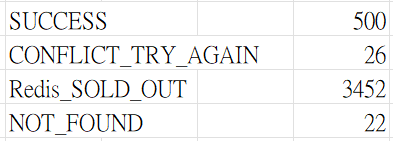 SUCCESS 500
CONFLICT_TRY_AGAIN 26
Redis_SOLD_OUT 3452
NOT_FOUND 22